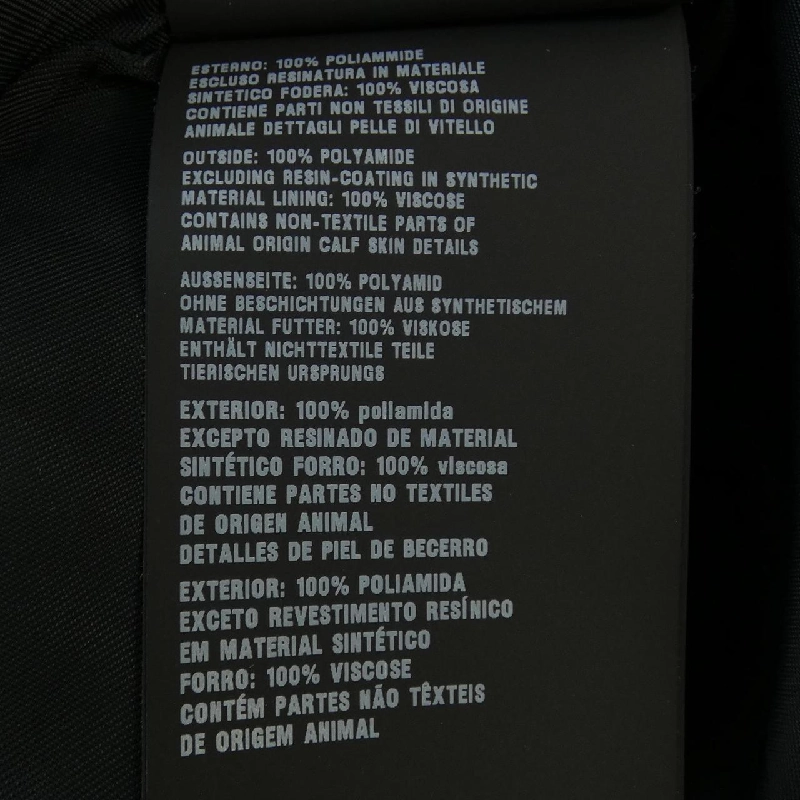 ESTERNO: 100% POLIAMMIDE
ESCLUSO RESINATURA IN MATERIALE
SINTETICO FODERA: 100% VISCOSA
CONTIENE PARTI NON TESSILI DI ORIGINE
ANIMALE DETTAGLI PELLE DI VITELLO
OUTSIDE: 100% POLYAMIDE
EXCLUDING RESIN-COATING IN SYNTHETIC
MATERIAL LINING: 100% VISCOSE
CONTAINS NON-TEXTILE PARTS OF
ANIMAL ORIGIN CALF SKIN DETAILS
AUSSENSEITE: 100% POLYAMID
OHNE BESCHICHTUNGEN AUS SYNTHETISCHEM
MATERIAL FUTTER: 100% VISKOSE
ENTHÄLT NICHTTEXTILE TEILE
TIERISCHEN URSPRUNGS
EXTERIOR: 100% poliamida
EXCEPTO RESINADO DE MATERIAL
SINTÉTICO FORRO: 100% viscosa
CONTIENE PARTES NO TEXTILES
DE ORIGEN ANIMAL
DETALLES DE PIEL DE BECERRO
EXTERIOR: 100% POLIAMIDA
EXCETO REVESTIMENTO RESÍNICO
EM MATERIAL SINTÉTICO
FORRO: 100% VISCOSE
CONTÉM PARTES NÃO TÊXTEIS
DE ORIGEM ANIMAL